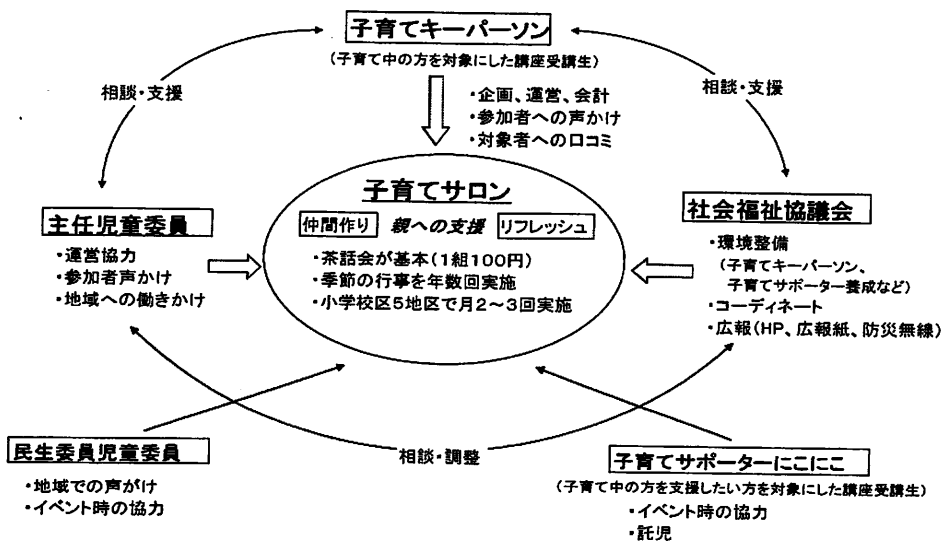 子育てキーパーソン
(子育て中の方を対象にした講座受講生)
相談・支援
相談・支援
・企画、運営、会計
・参加者への声かけ
・対象者への口コミ
子育てサロン
仲間作り 親への支援 リフレッシュ
・茶話会が基本(1組100円)
・季節の行事を年数回実施
・小学校区5地区で月2〜3回実施
主任児童委員
・運営協力
・参加者声かけ
・地域への働きかけ
社会福祉協議会
・環境整備
(子育てキーパーソン、
子育てサポーター養成など)
・コーディネート
・広報(HP、広報紙、防災無線)
相談・調整
民生委員児童委員
・地域での声がけ
・イベント時の協力
子育てサポーターにこにこ
(子育て中の方を支援したい方を対象にした講座受講生)
・イベント時の協力
・託児